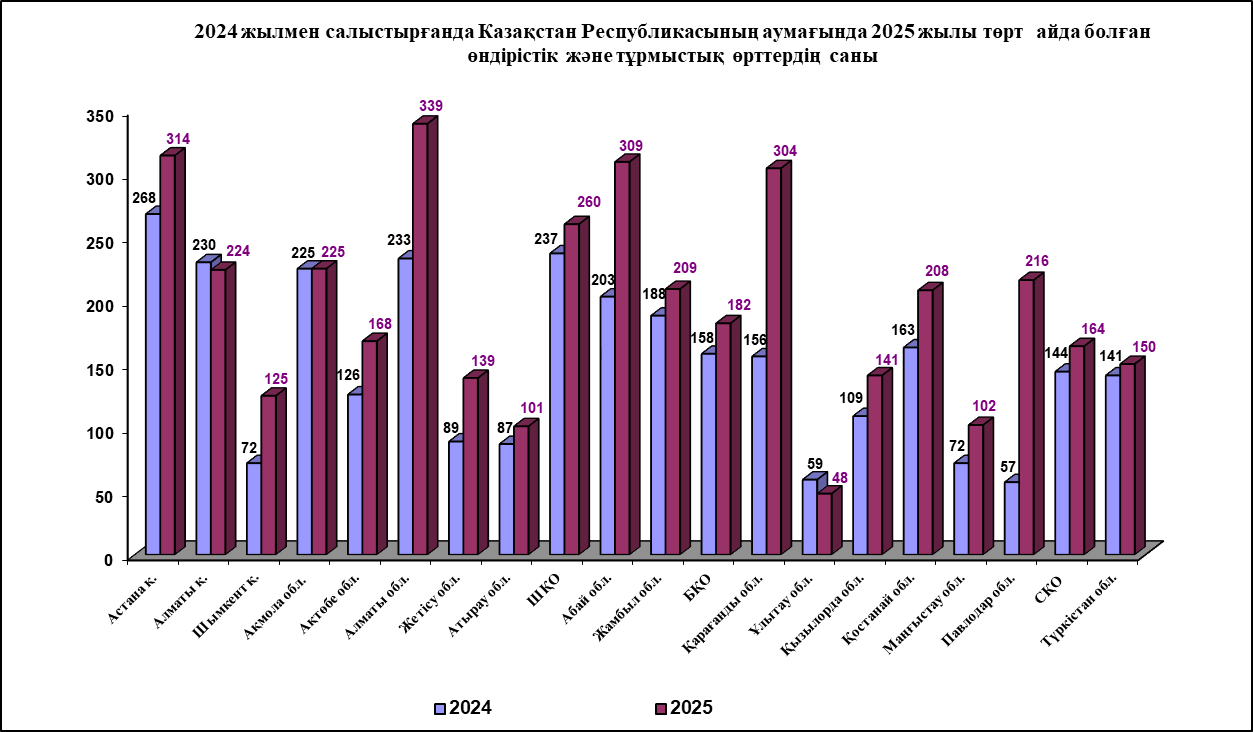 2024 жылмен салыстырғанда Казақстан Республикасының аумағында 2025 жылы төрт айда болған
өндірістік және тұрмыстық өрттердің саны
350
300
250
200
150
100
50
0
268 314
230 224
72 125
225 225
126 168
233 339
89 139
87 101
237 260
203 309
188 209
158 182
156 304
59 48
109 141
163 208
72 102
57 216
144 164
141 150
Астана қ.
Алматы қ.
Шымкент қ.
Ақмола обл.
Ақтөбе обл.
Алматы обл.
Жетісу обл.
Атырау обл.
ШҚО
Абай обл.
Жамбыл обл.
БҚО
Қарағанды обл.
Ұлытау обл.
Қызылорда обл.
Қостанай обл.
Маңғыстау обл.
Павлодар обл.
СҚО
Түркістан обл.
2024 2025